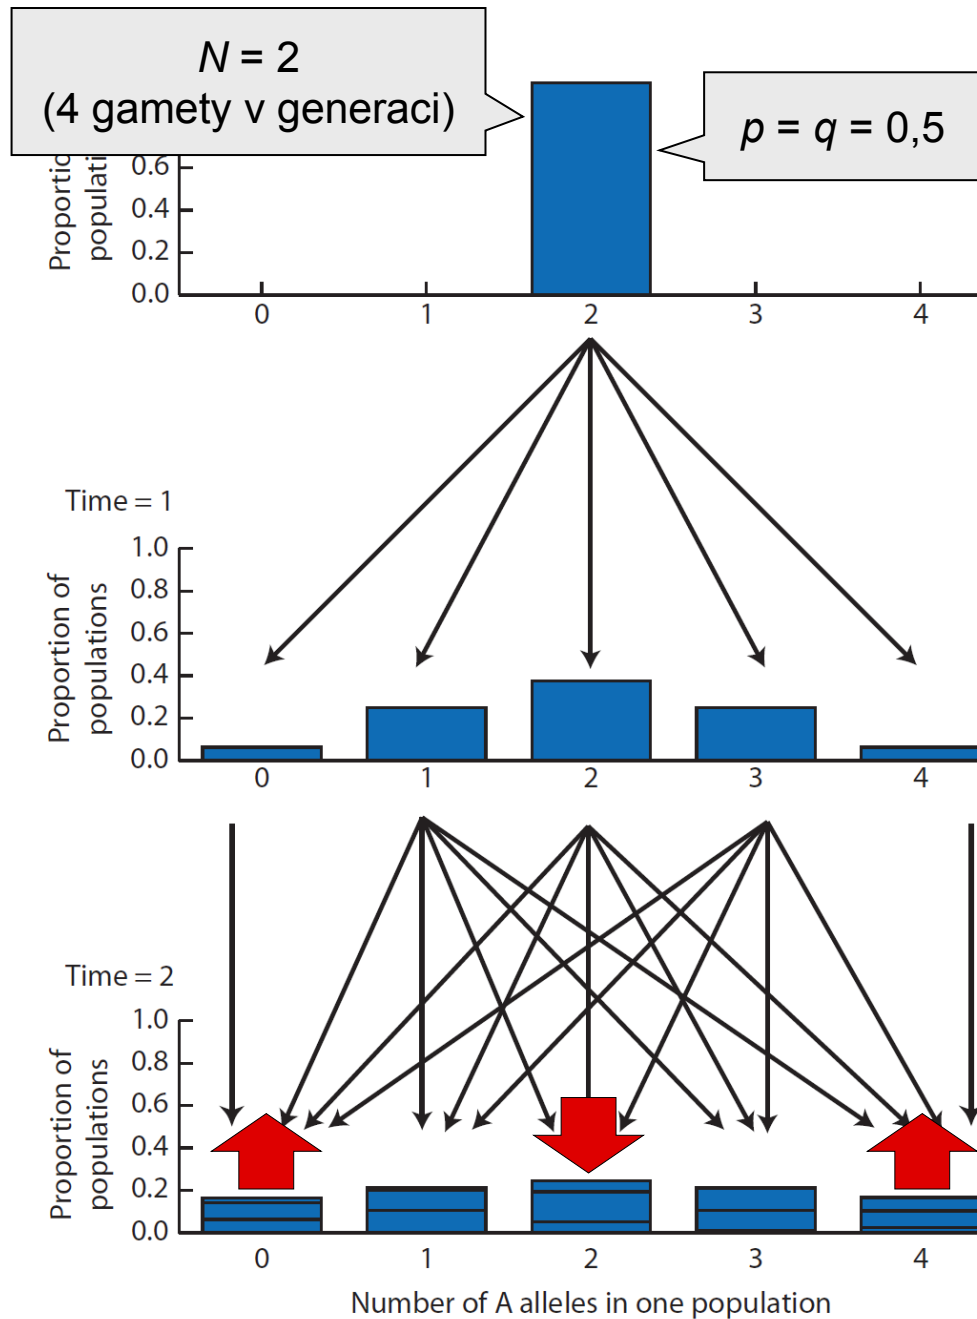 N = 2
(4 gamety v generaci)
p = q = 0,5
0.6
0.4
0.2
0.0
0 1 2 3 4
Time = 1
Proportion of
populations
1.0
0.8
0.6
0.4
0.2
0.0
0 1 2 3 4
Time = 2
Proportion of
populations
1.0
0.8
0.6
0.4
0.2
0.0
0 1 2 3 4
Number of A alleles in one population